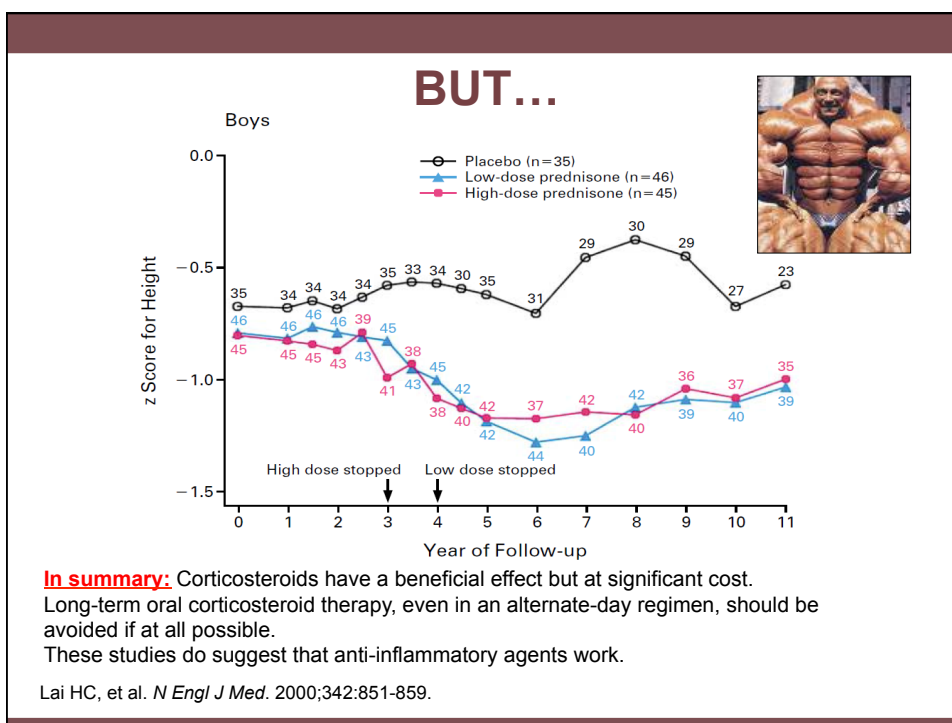 BUT…
Boys
0.0
−0.5
−1.0
−1.5
z Score for Height
Placebo (n=35)
Low-dose prednisone (n=46)
High-dose prednisone (n=45)
35 34 34 34 33 35 33 34 30 35 31 29 30 29 27 23
46 46 46 46 43 45 43 45 42 42 44 40 42 39 40 39
45 45 45 43 39 41 38 38 40 42 37 42 40 36 37 35
High dose stopped
Low dose stopped
0 1 2 3 4 5 6 7 8 9 10 11
Year of Follow-up
In summary: Corticosteroids have a beneficial effect but at significant cost.
Long-term oral corticosteroid therapy, even in an alternate-day regimen, should be
avoided if at all possible.
These studies do suggest that anti-inflammatory agents work.
Lai HC, et al. N Engl J Med. 2000;342:851-859.